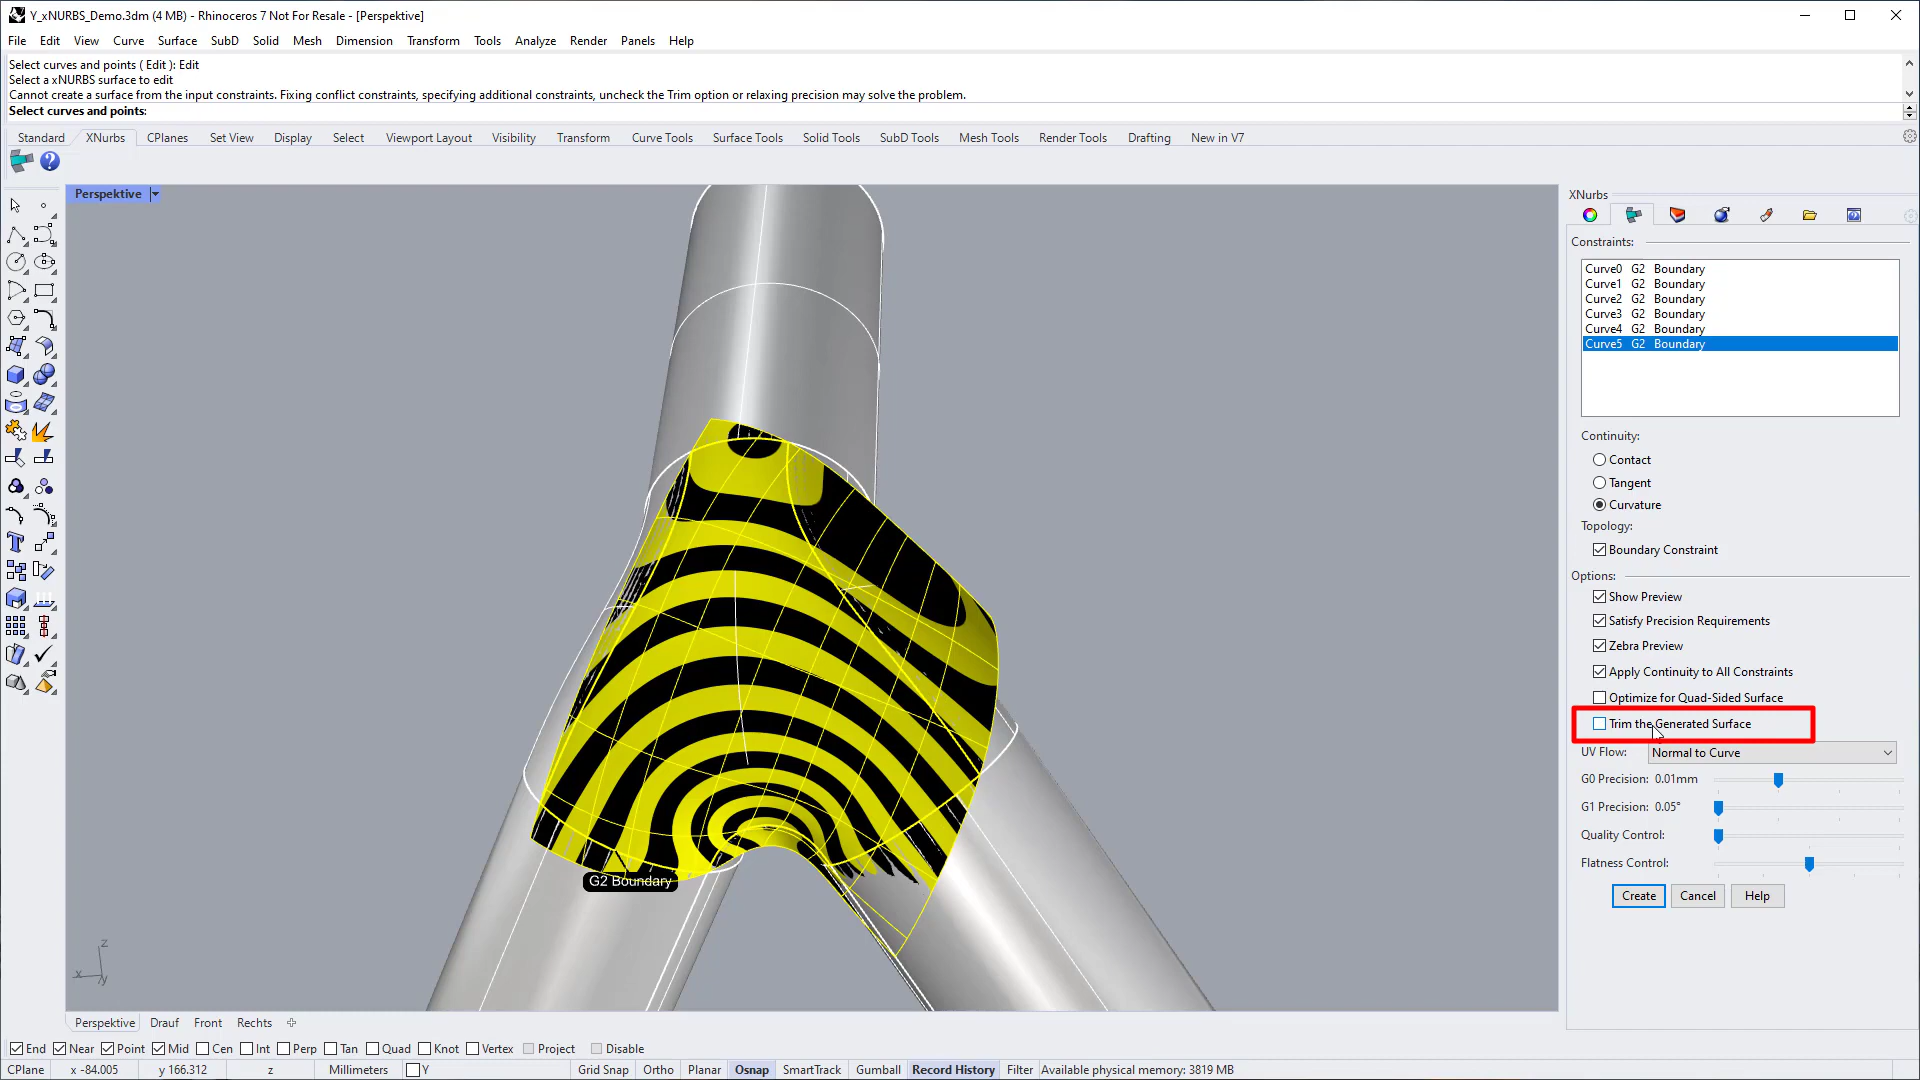 Y_xNURBS_Demo.3dm (4 MB) - Rhinoceros 7 Not For Resale - [Perspektive]
File Edit View Curve Surface SubD Solid Mesh Dimension Transform Tools Analyze Render Panels Help
Select curves and points ( Edit ): Edit
Select a xNURBS surface to edit
Cannot create a surface from the input constraints. Fixing conflict constraints, specifying additional constraints, uncheck the Trim option or relaxing precision may solve the problem.
Select curves and points:
Standard XNurbs CPlanes Set View Display Select Viewport Layout Visibility Transform Curve Tools Surface Tools Solid Tools SubD Tools Mesh Tools Render Tools Drafting New in V7
Perspektive
G2 Boundary
z
x
y
XNurbs
Constraints:
Curve0 G2 Boundary
Curve1 G2 Boundary
Curve2 G2 Boundary
Curve3 G2 Boundary
Curve4 G2 Boundary
Curve5 G2 Boundary
Continuity:
Contact
Tangent
Curvature
Topology:
Boundary Constraint
Options:
Show Preview
Satisfy Precision Requirements
Zebra Preview
Apply Continuity to All Constraints
Optimize for Quad-Sided Surface
Trim the Generated Surface
UV Flow: Normal to Curve
G0 Precision: 0.01mm
G1 Precision: 0.05°
Quality Control:
Flatness Control:
Create Cancel Help
Perspektive Drauf Front Rechts
End Near Point Mid Cen Int Perp Tan Quad Knot Vertex Project Disable
CPlane x -84.005 y 166.312 z Millimeters Y Grid Snap Ortho Planar Osnap SmartTrack Gumball Record History Filter Available physical memory: 3819 MB